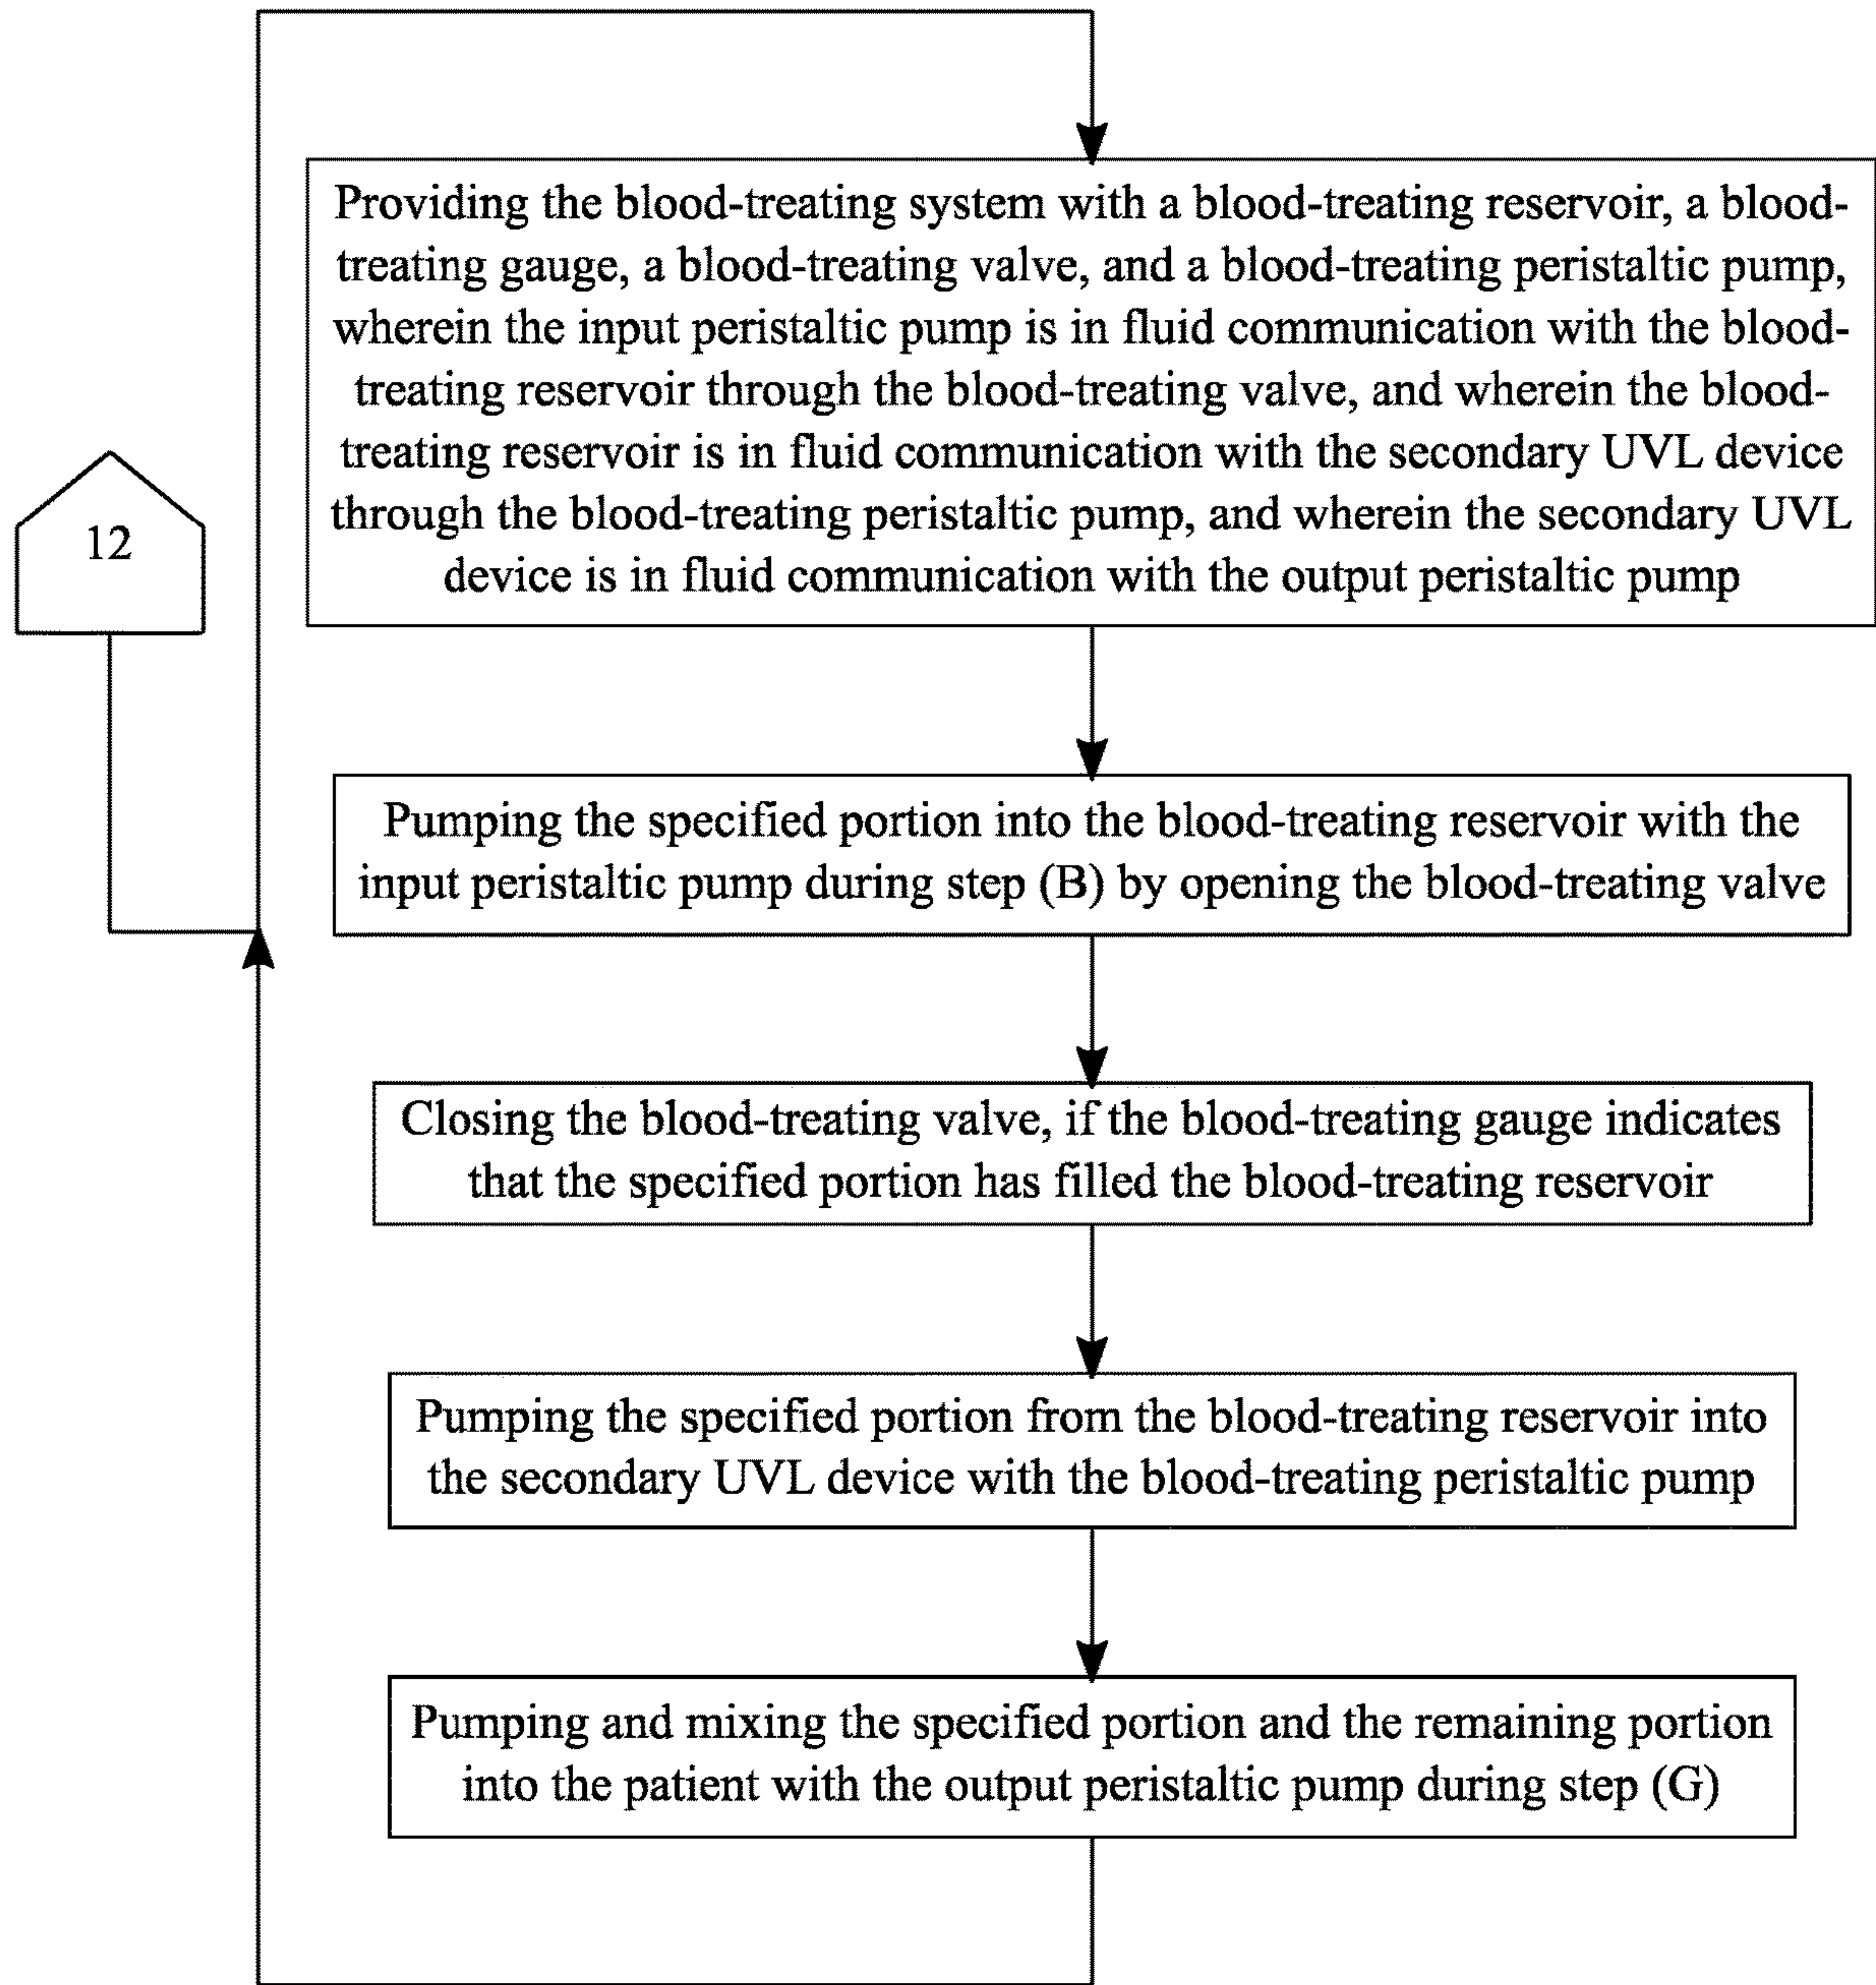 Providing the blood-treating system with a blood-treating reservoir, a blood-
treating gauge, a blood-treating valve, and a blood-treating peristaltic pump,
wherein the input peristaltic pump is in fluid communication with the blood-
treating reservoir through the blood-treating valve, and wherein the blood-
treating reservoir is in fluid communication with the secondary UVL device
through the blood-treating peristaltic pump, and wherein the secondary UVL
device is in fluid communication with the output peristaltic pump
12
Pumping the specified portion into the blood-treating reservoir with the
input peristaltic pump during step (B) by opening the blood-treating valve
Closing the blood-treating valve, if the blood-treating gauge indicates
that the specified portion has filled the blood-treating reservoir
Pumping the specified portion from the blood-treating reservoir into
the secondary UVL device with the blood-treating peristaltic pump
Pumping and mixing the specified portion and the remaining portion
into the patient with the output peristaltic pump during step (G)